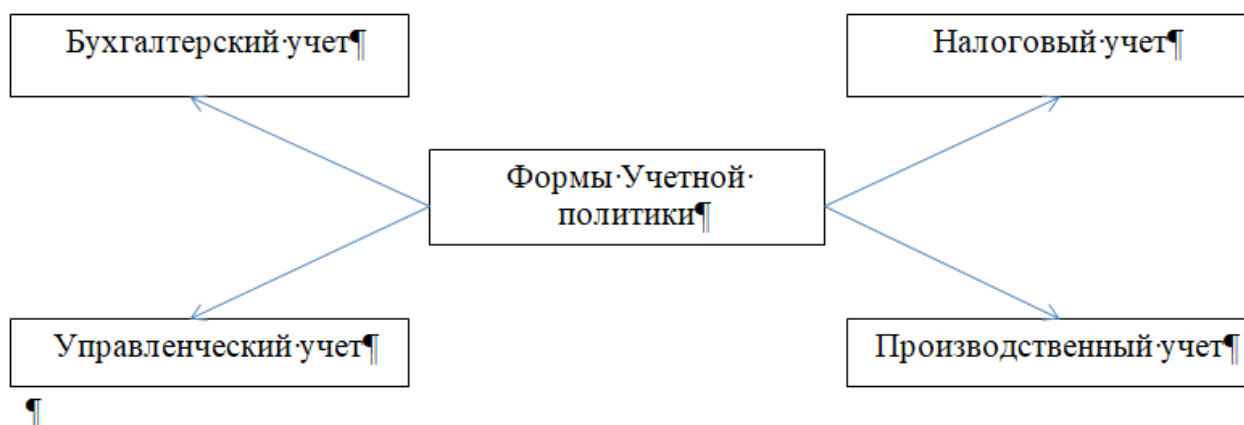 Бухгалтерский·учет¶
Налоговый·учет¶
Формы·Учетной·
политики¶
Управленческий·учет¶
Производственный·учет¶
¶